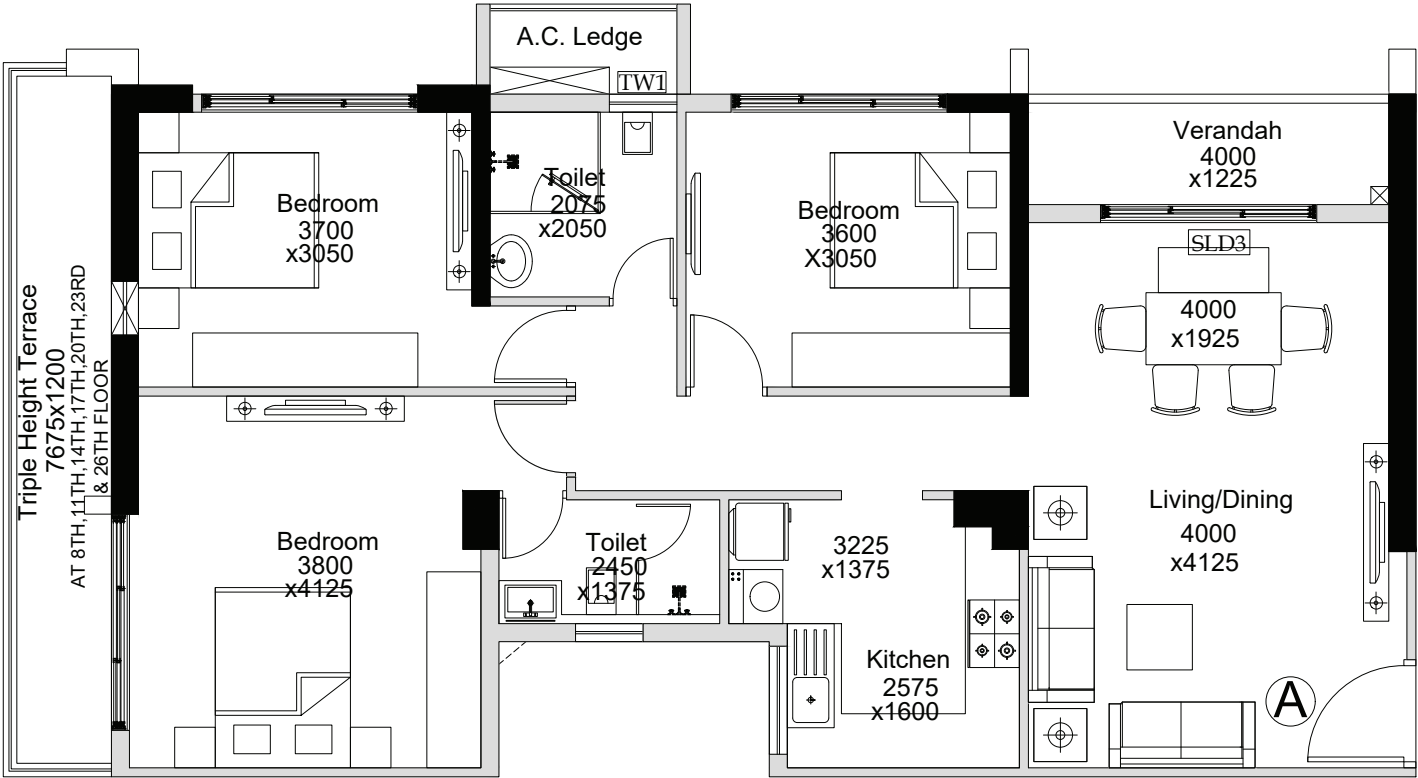 A.C. Ledge
TW1
Verandah
4000
x1225
Toilet
2075
x2050
Bedroom
3700
x3050
Bedroom
3600
X3050
SLD3
4000
x1925
Triple Height Terrace
7675x1200
AT 8TH,11TH,14TH,17TH,20TH,23RD
& 26TH FLOOR
Living/Dining
4000
x4125
Bedroom
3800
x4125
Toilet
2450
x1375
3225
x1375
Kitchen
2575
x1600
A